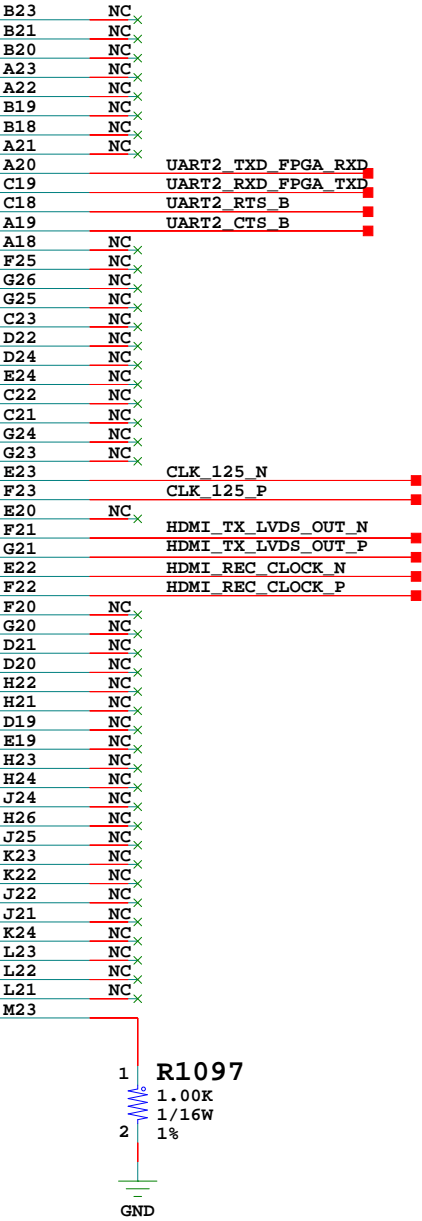 B23 NC
B21 NC
B20 NC
A23 NC
A22 NC
B19 NC
B18 NC
A21 NC
A20 UART2_TXD_FPGA_RXD
C19 UART2_RXD_FPGA_TXD
C18 UART2_RTS_B
A19 UART2_CTS_B
A18 NC
F25 NC
G26 NC
G25 NC
C23 NC
D22 NC
D24 NC
E24 NC
C22 NC
C21 NC
G24 NC
G23 NC
E23 CLK_125_N
F23 CLK_125_P
E20 NC
F21 HDMI_TX_LVDS_OUT_N
G21 HDMI_TX_LVDS_OUT_P
E22 HDMI_REC_CLOCK_N
F22 HDMI_REC_CLOCK_P
F20 NC
G20 NC
D21 NC
D20 NC
H22 NC
H21 NC
D19 NC
E19 NC
H23 NC
H24 NC
J24 NC
H26 NC
J25 NC
K23 NC
K22 NC
J22 NC
J21 NC
K24 NC
L23 NC
L22 NC
L21 NC
M23
1 R1097
1.00K
1/16W
2 1%
GND